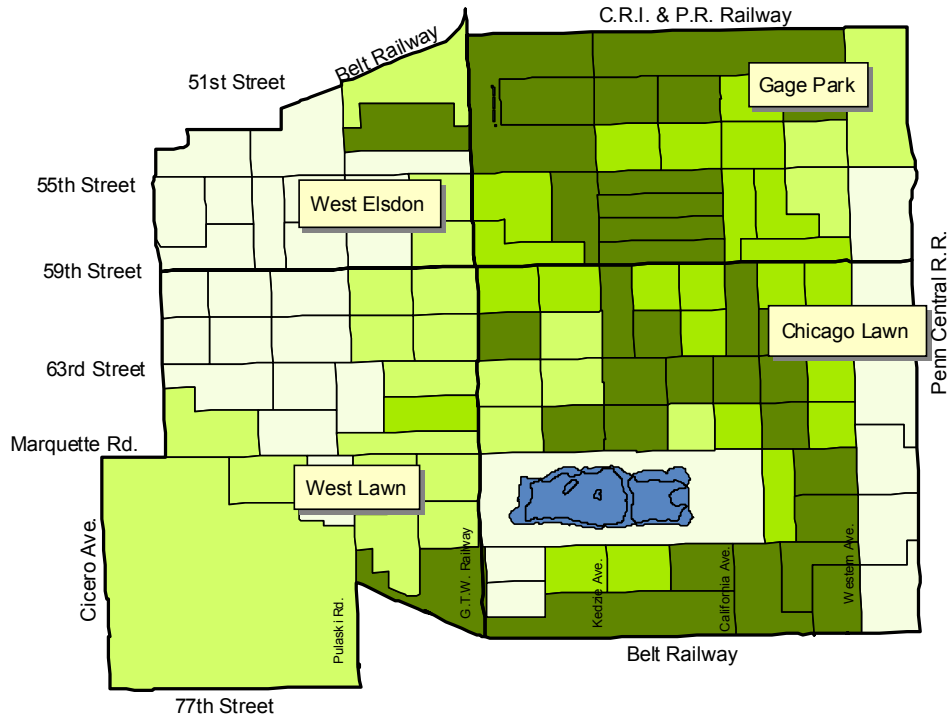 C.R.I. & P.R. Railway
Belt Railway
51st Street
Gage Park
55th Street
West Elsdon
59th Street
Penn Central R.R.
Chicago Lawn
63rd Street
Marquette Rd.
West Lawn
Cicero Ave.
Pulaski Rd.
G.T.W. Railway
Kedzie Ave.
California Ave.
Western Ave.
Belt Railway
77th Street